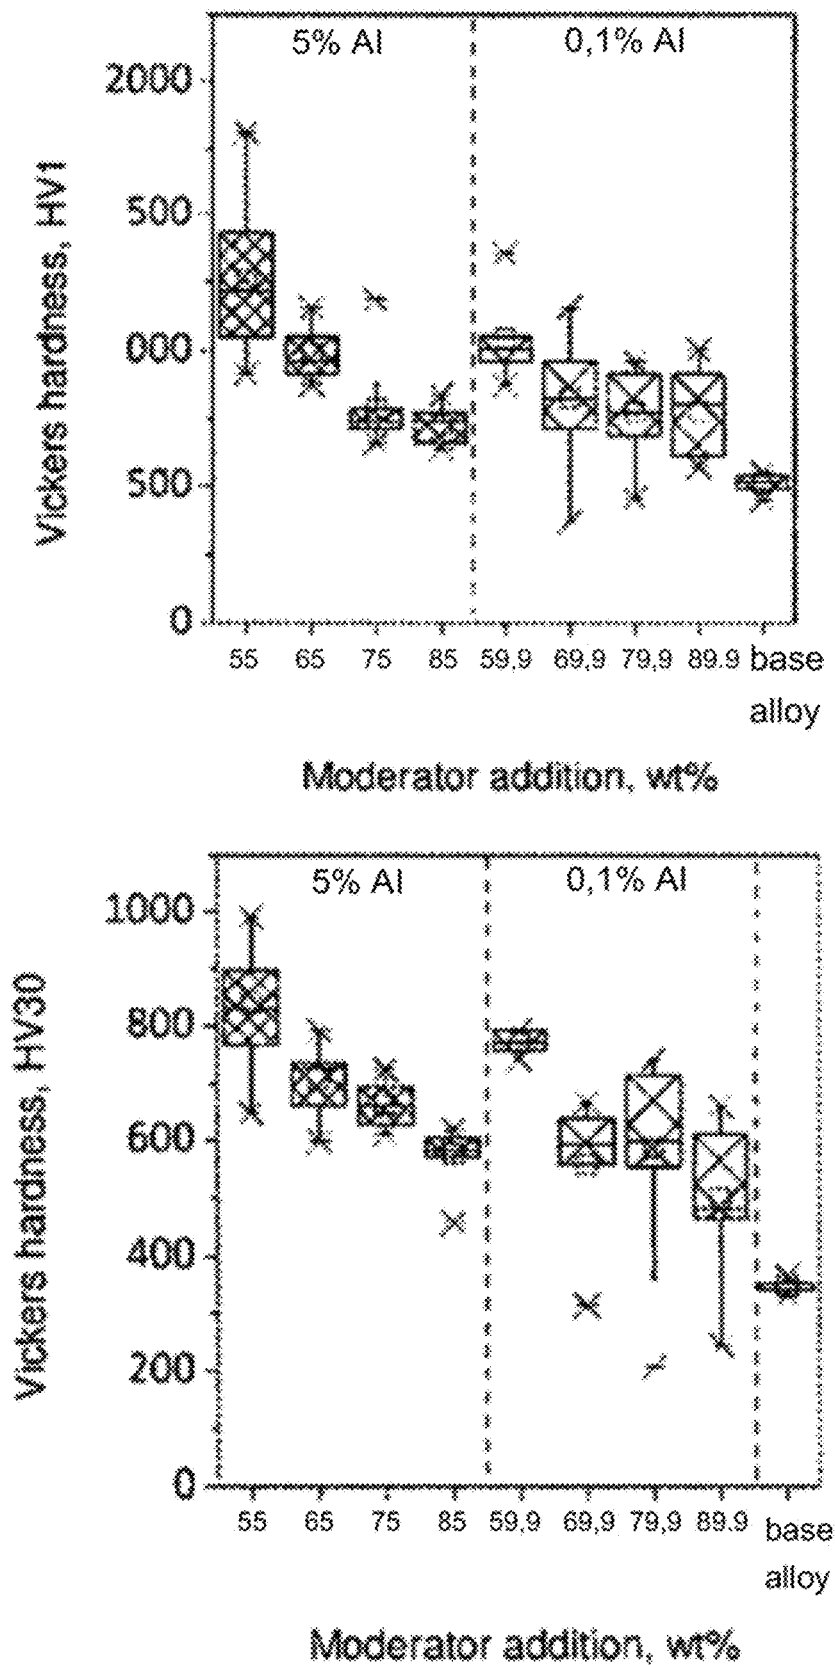 5% Al 0,1% Al
2000
500
000
500
0
Vickers hardness, HV1
55 65 75 85 59,9 69,9 79,9 89.9 base
alloy
Moderator addition, wt%
5% Al 0,1% Al
1000
800
600
400
200
0
Vickers hardness, HV30
55 65 75 85 59,9 69,9 79,9 89.9 base
alloy
Moderator addition, wt%